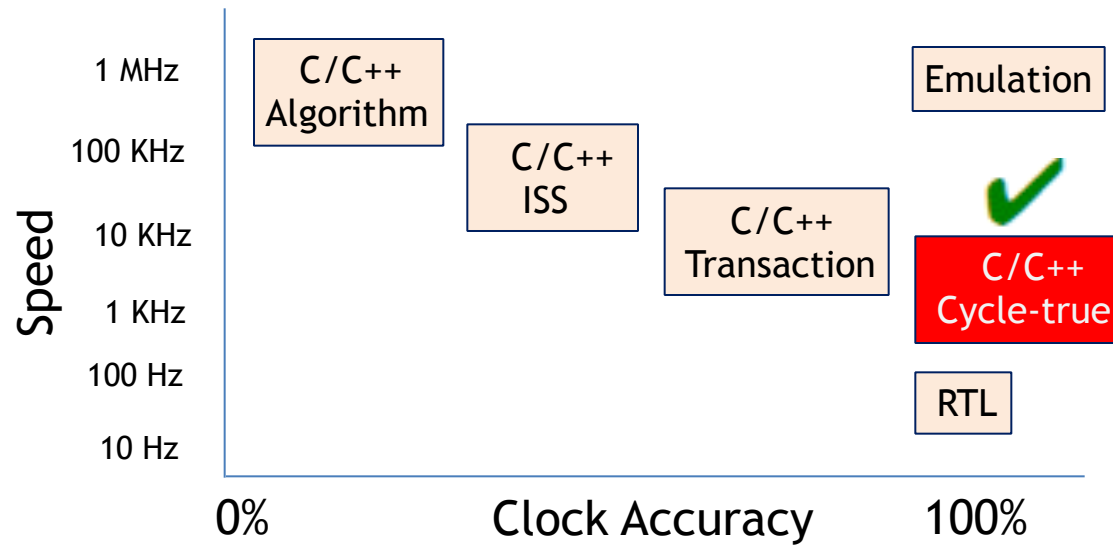 1 MHz
100 KHz
10 KHz
1 KHz
100 Hz
10 Hz
Speed
C/C++
Algorithm
C/C++
ISS
C/C++
Transaction
Emulation
C/C++
Cycle-true
RTL
0%
Clock Accuracy
100%